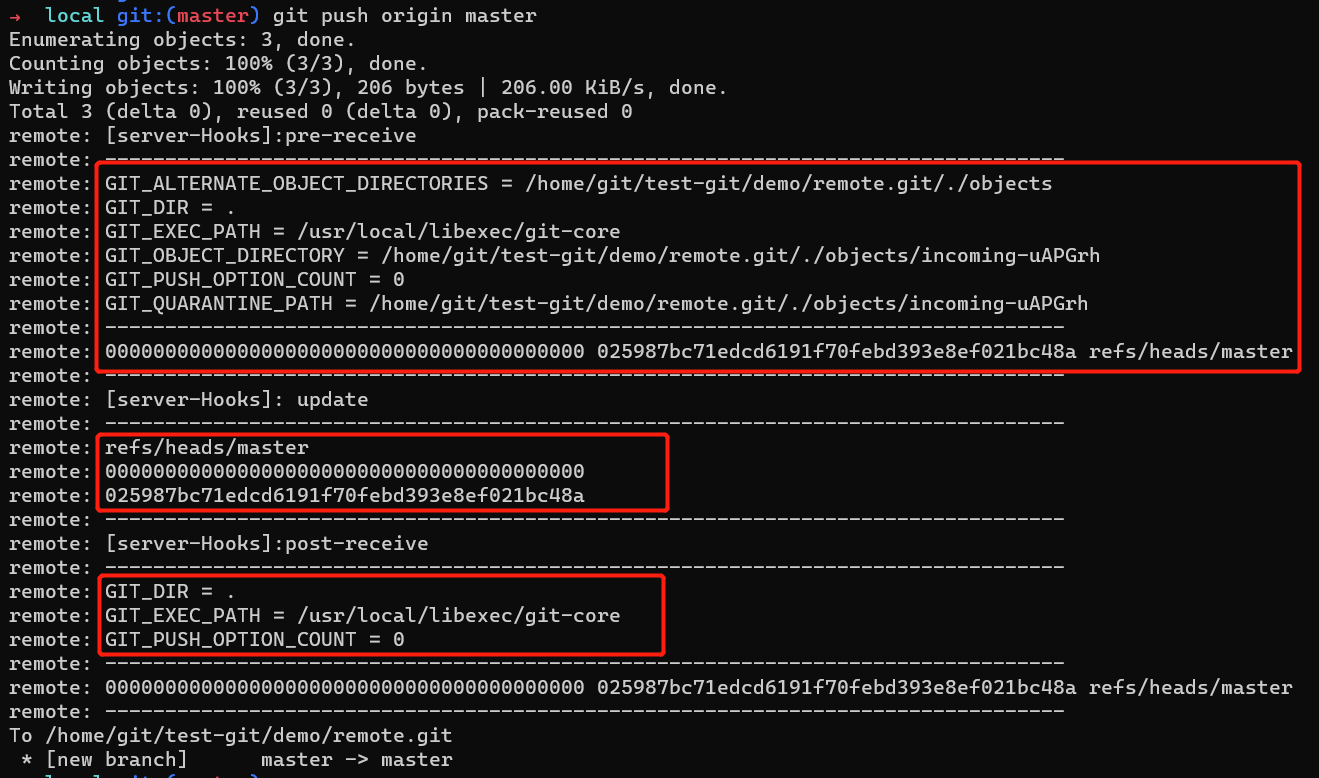 → local git:(master) git push origin master
Enumerating objects: 3, done.
Counting objects: 100% (3/3), done.
Writing objects: 100% (3/3), 206 bytes | 206.00 KiB/s, done.
Total 3 (delta 0), reused 0 (delta 0), pack-reused 0
remote: [server-Hooks]:pre-receive
remote: --------------------------------------------------------------------------------
remote: GIT_ALTERNATE_OBJECT_DIRECTORIES = /home/git/test-git/demo/remote.git/./objects
remote: GIT_DIR = .
remote: GIT_EXEC_PATH = /usr/local/libexec/git-core
remote: GIT_OBJECT_DIRECTORY = /home/git/test-git/demo/remote.git/./objects/incoming-uAPGrh
remote: GIT_PUSH_OPTION_COUNT = 0
remote: GIT_QUARANTINE_PATH = /home/git/test-git/demo/remote.git/./objects/incoming-uAPGrh
remote: --------------------------------------------------------------------------------
remote: 0000000000000000000000000000000000000000 025987bc71edcd6191f70febd393e8ef021bc48a refs/heads/master
remote: --------------------------------------------------------------------------------
remote: [server-Hooks]: update
remote: --------------------------------------------------------------------------------
remote: refs/heads/master
remote: 0000000000000000000000000000000000000000
remote: 025987bc71edcd6191f70febd393e8ef021bc48a
remote: --------------------------------------------------------------------------------
remote: [server-Hooks]:post-receive
remote: --------------------------------------------------------------------------------
remote: GIT_DIR = .
remote: GIT_EXEC_PATH = /usr/local/libexec/git-core
remote: GIT_PUSH_OPTION_COUNT = 0
remote: --------------------------------------------------------------------------------
remote: 0000000000000000000000000000000000000000 025987bc71edcd6191f70febd393e8ef021bc48a refs/heads/master
remote: --------------------------------------------------------------------------------
To /home/git/test-git/demo/remote.git
 * [new branch]      master -> master